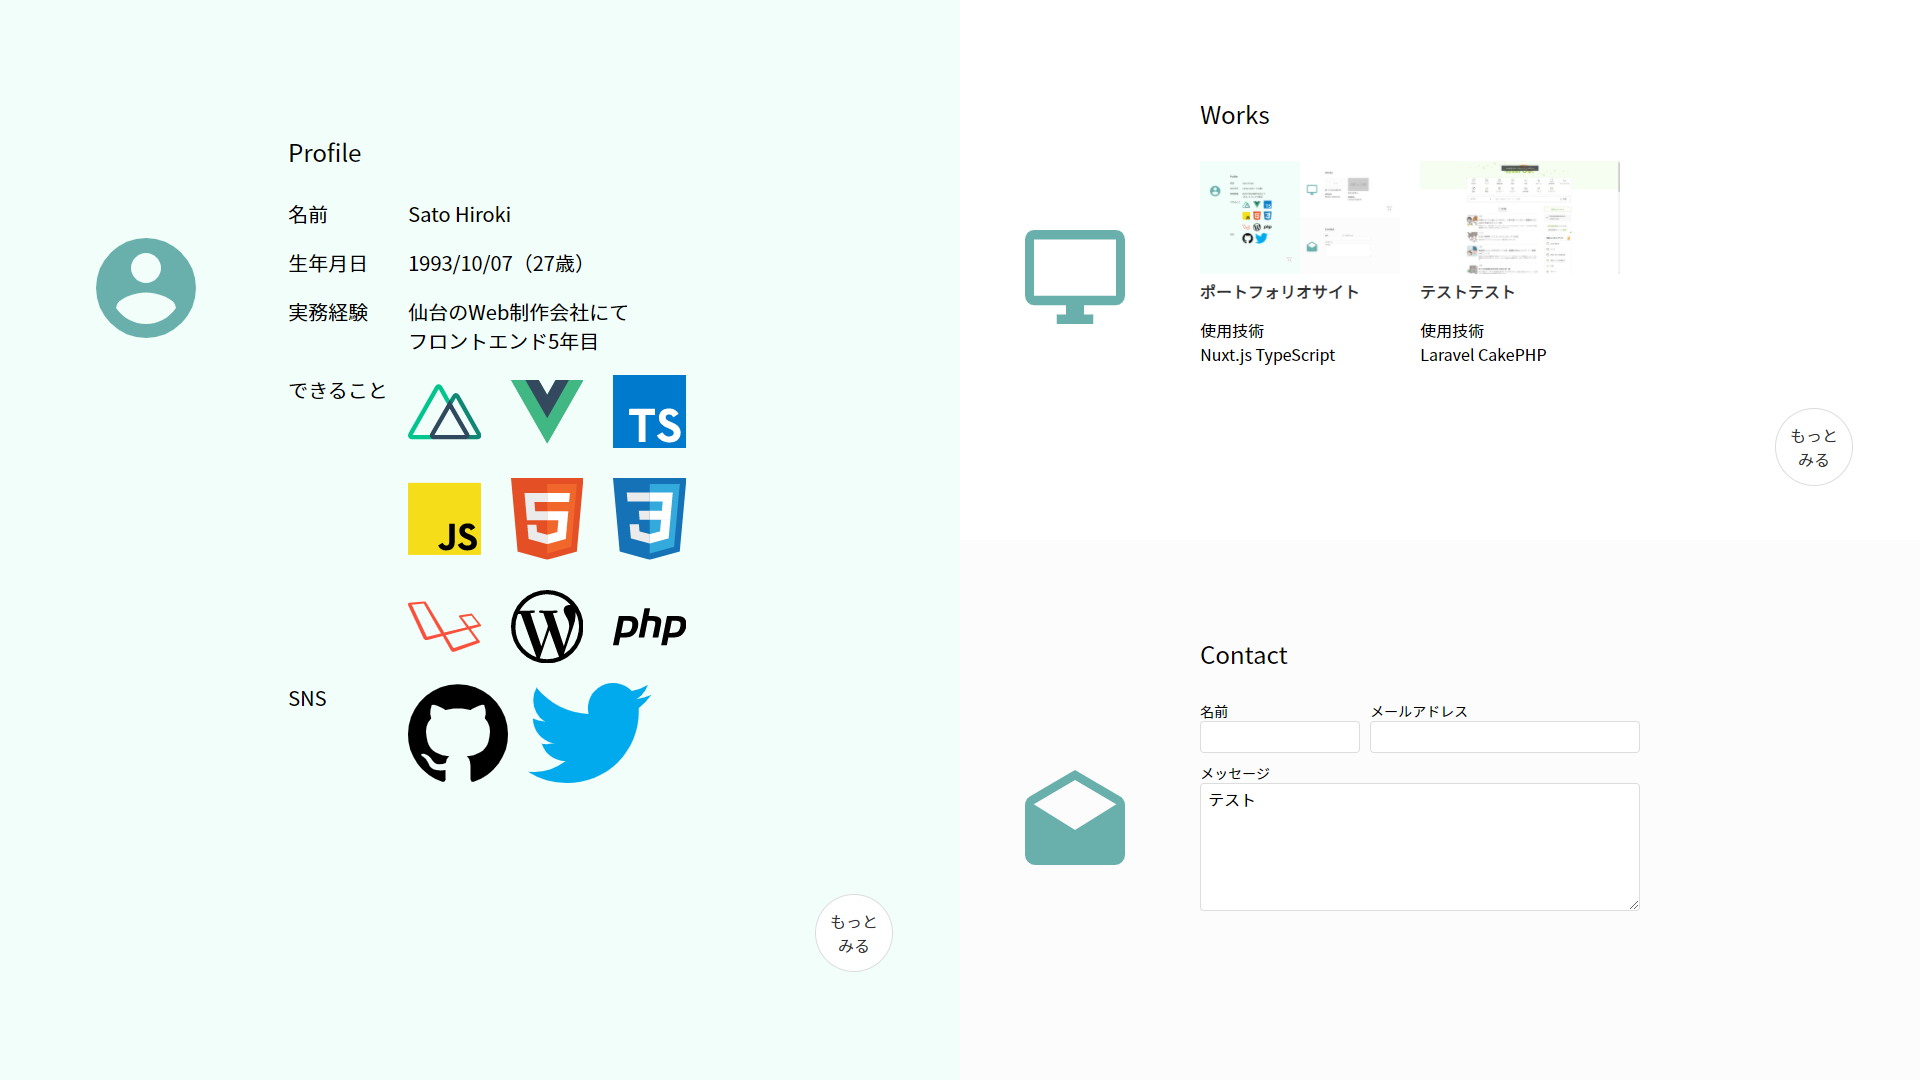 Profile
名前 Sato Hiroki
生年月日 1993/10/07（27歳）
実務経験 仙台のWeb制作会社にて
フロントエンド5年目
できること
TS
JS
5
3
W
php
SNS
もっと
みる
Works
ポートフォリオサイト
使用技術
Nuxt.js TypeScript
テストテスト
使用技術
Laravel CakePHP
もっと
みる
Contact
名前
メールアドレス
メッセージ
テスト